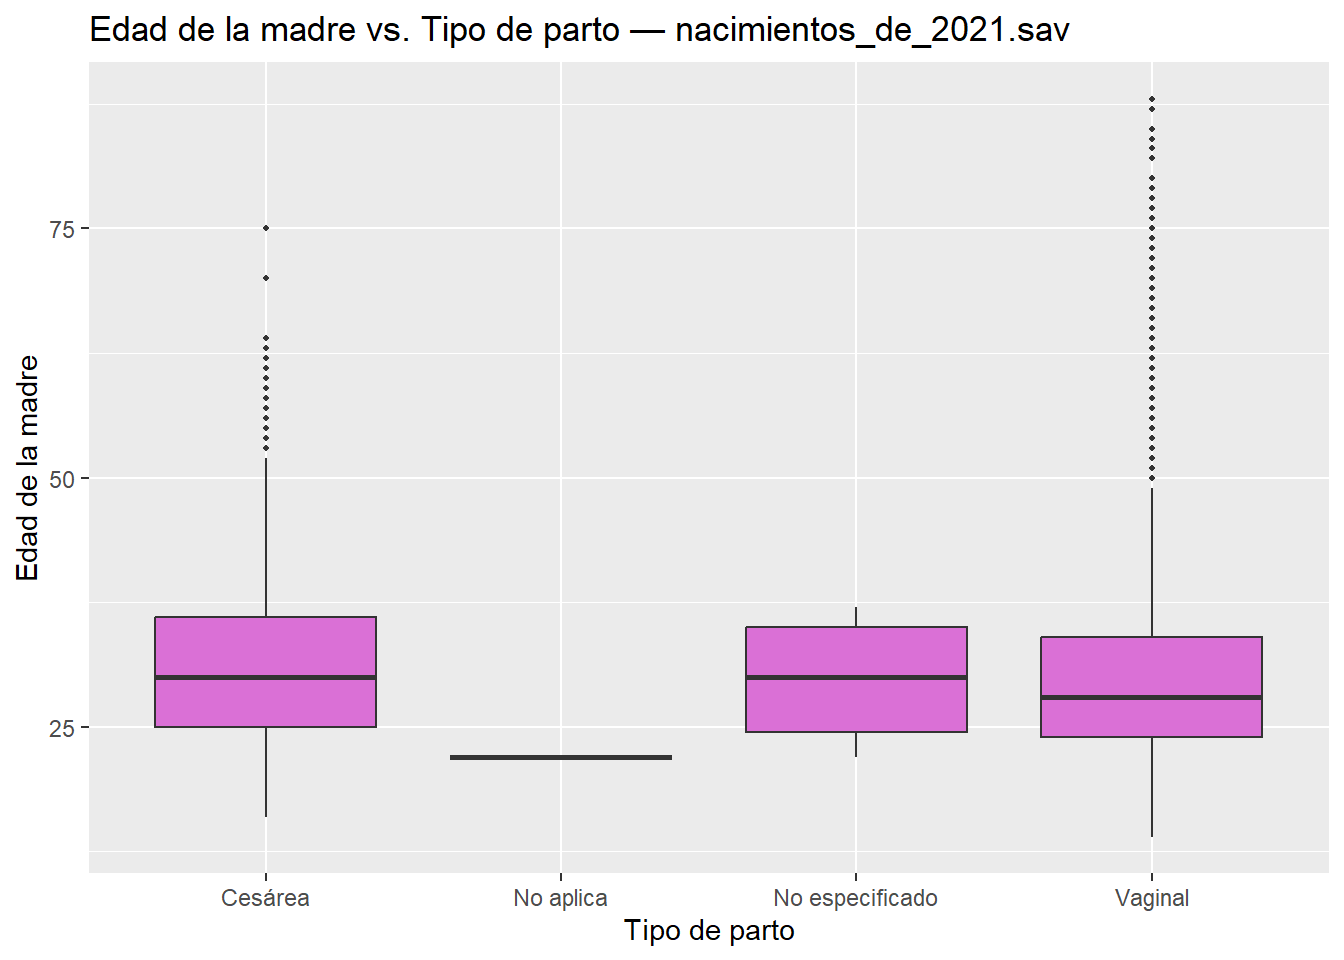 Edad de la madre vs. Tipo de parto — nacimientos_de_2021.sav
Edad de la madre
75
50
25
Cesárea No aplica No especificado Vaginal
Tipo de parto